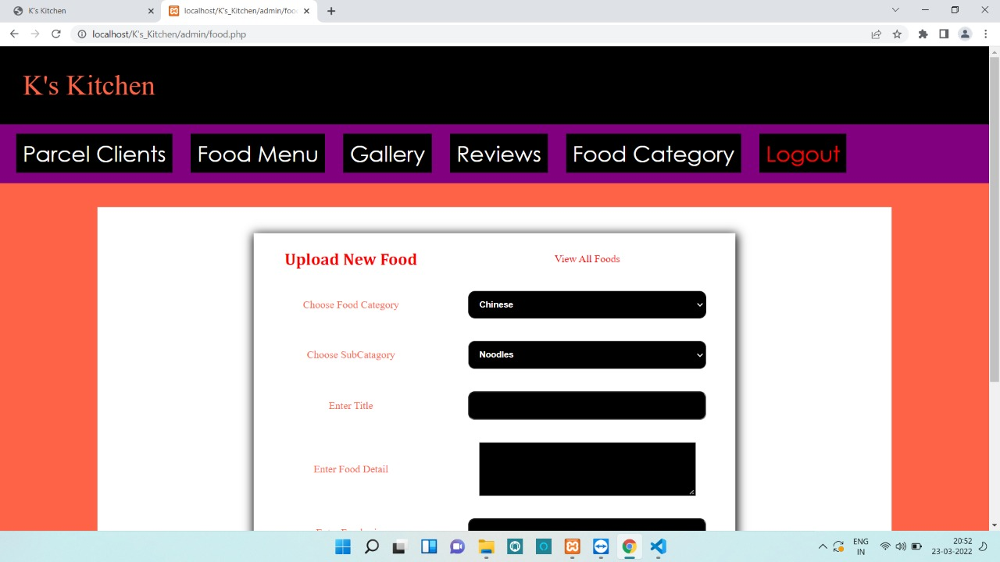 K's Kitchen
localhost/K's_Kitchen/admin/foo
localhost/K's_Kitchen/admin/food.php
K's Kitchen
Parcel Clients Food Menu Gallery Reviews Food Category Logout
Upload New Food View All Foods
Choose Food Category Chinese
Choose SubCatagory Noodles
Enter Title
Enter Food Detail
ENG 20:52
IN 23-03-2022